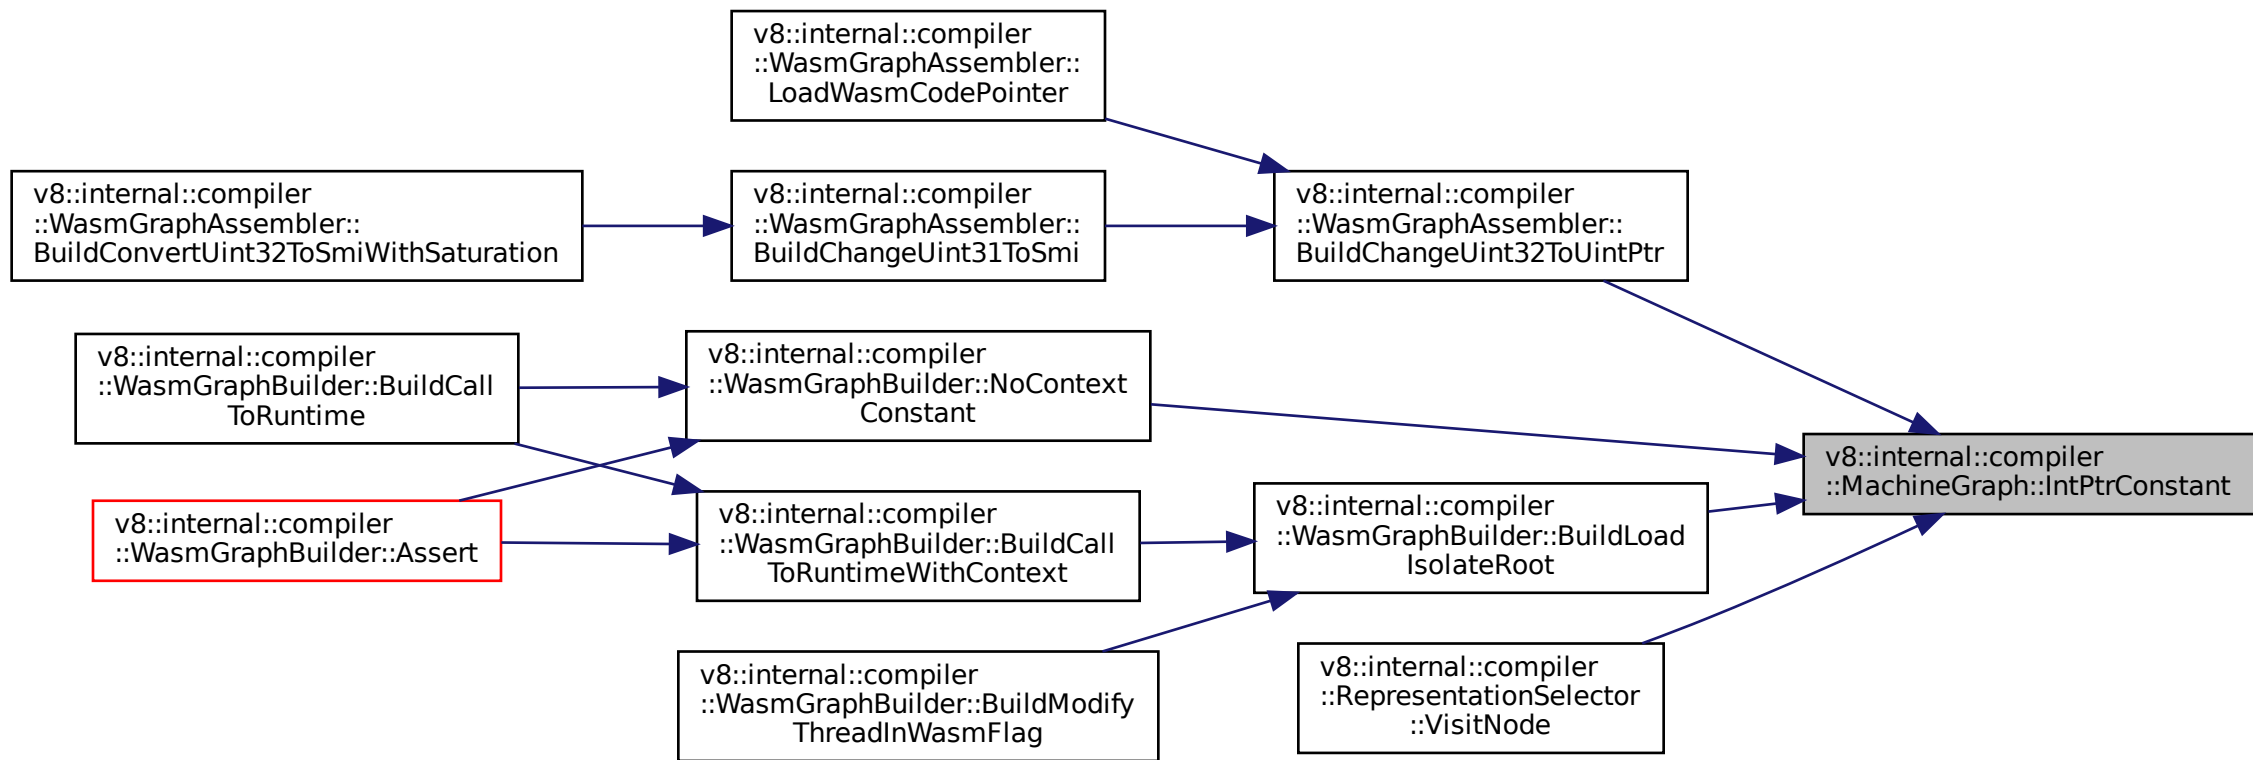 v8::internal::compiler
::WasmGraphAssembler::
LoadWasmCodePointer
v8::internal::compiler
::WasmGraphAssembler::
BuildConvertUint32ToSmiWithSaturation
v8::internal::compiler
::WasmGraphAssembler::
BuildChangeUint31ToSmi
v8::internal::compiler
::WasmGraphAssembler::
BuildChangeUint32ToUintPtr
v8::internal::compiler
::WasmGraphBuilder::BuildCall
ToRuntime
v8::internal::compiler
::WasmGraphBuilder::NoContext
Constant
v8::internal::compiler
::MachineGraph::IntPtrConstant
v8::internal::compiler
::WasmGraphBuilder::Assert
v8::internal::compiler
::WasmGraphBuilder::BuildCall
ToRuntimeWithContext
v8::internal::compiler
::WasmGraphBuilder::BuildLoad
IsolateRoot
v8::internal::compiler
::WasmGraphBuilder::BuildModify
ThreadInWasmFlag
v8::internal::compiler
::RepresentationSelector
::VisitNode